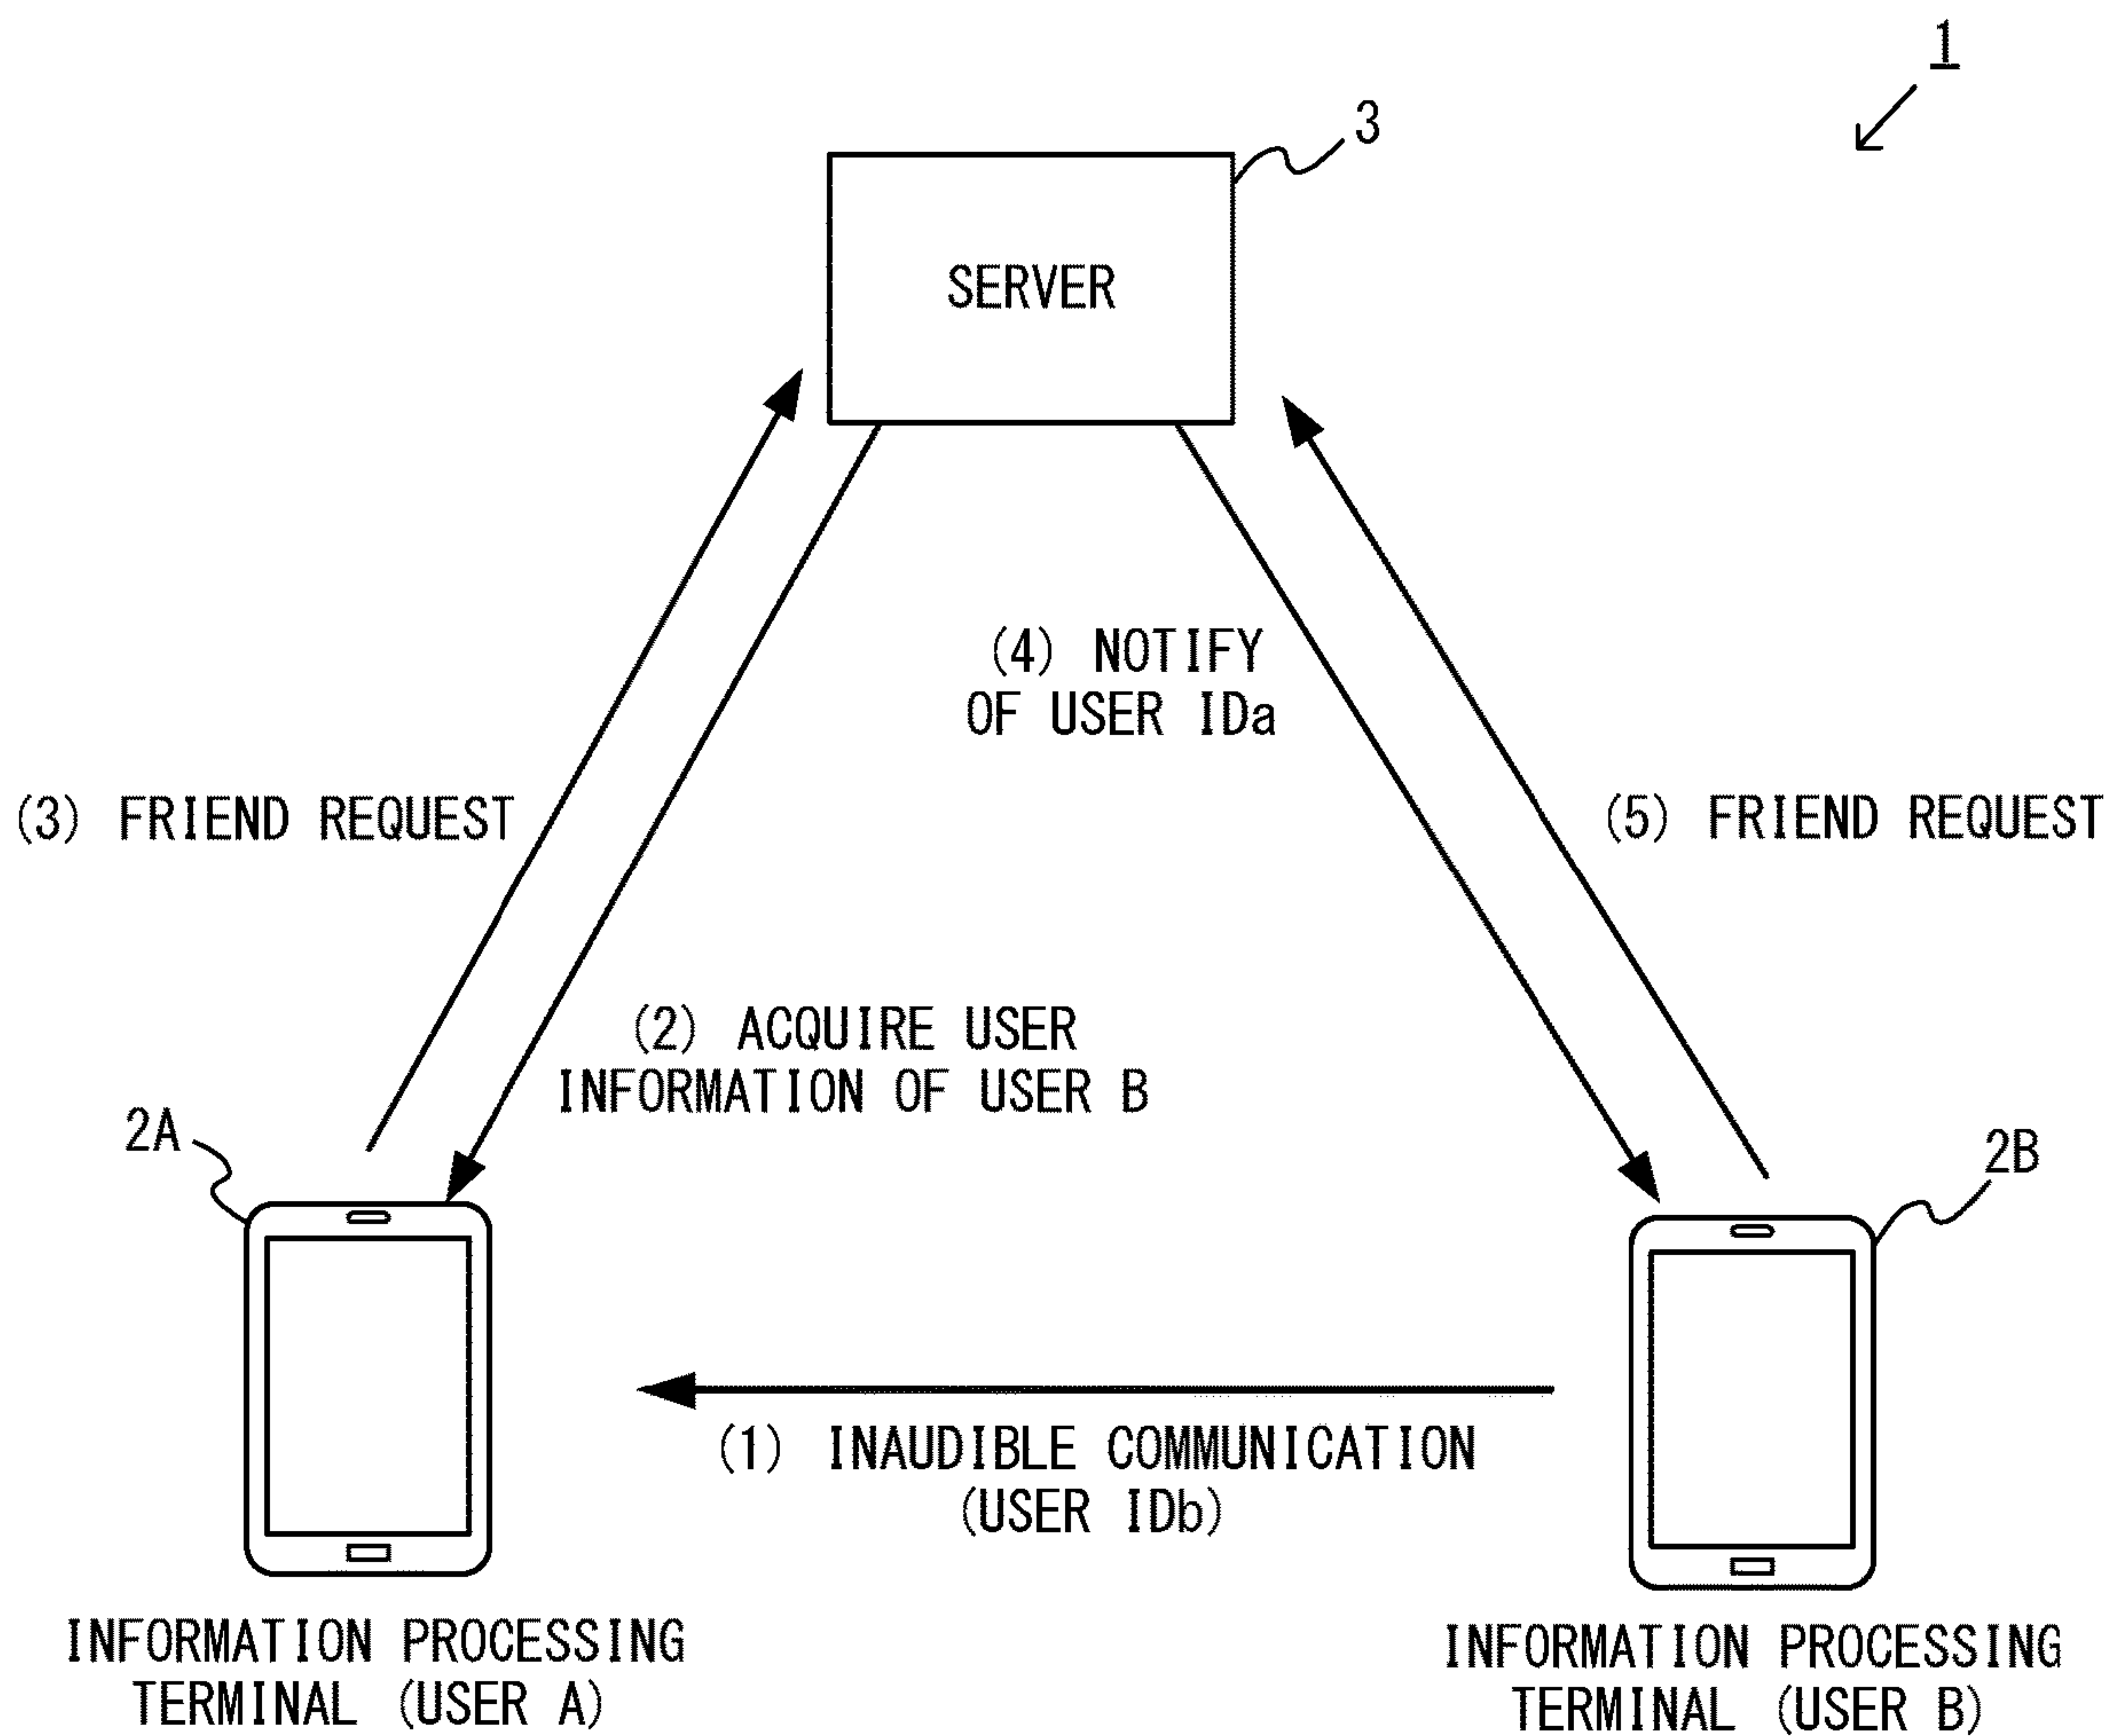 1
3
SERVER
(4) NOTIFY
OF USER IDa
(3) FRIEND REQUEST
(5) FRIEND REQUEST
(2) ACQUIRE USER
INFORMATION OF USER B
2A
2B
(1) INAUDIBLE COMMUNICATION
(USER IDb)
INFORMATION PROCESSING
TERMINAL (USER A)
INFORMATION PROCESSING
TERMINAL (USER B)